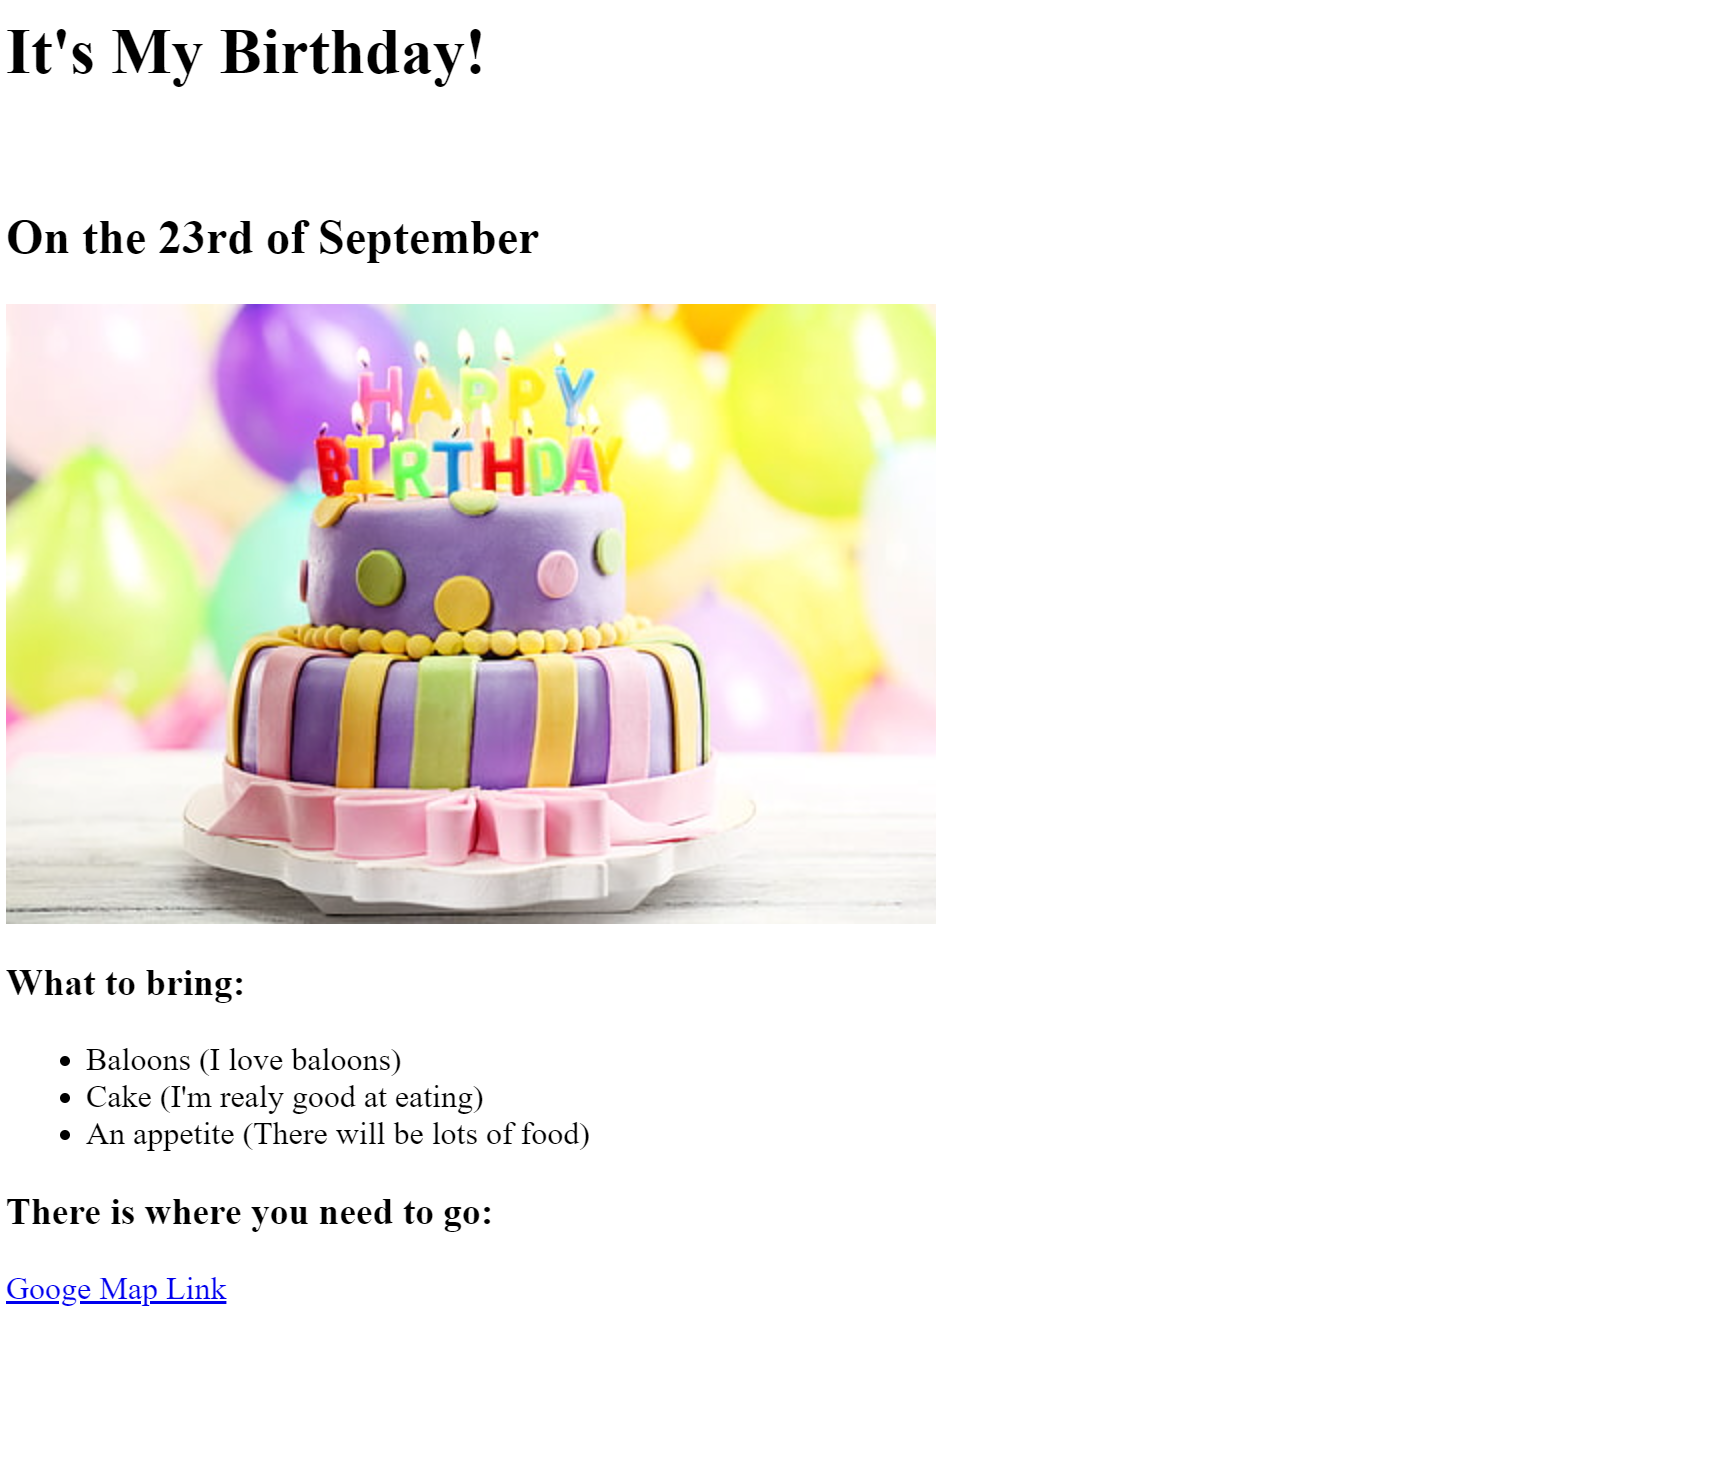 It's My Birthday!
On the 23rd of September
HAPPY
BIRTHDAY
What to bring:
Baloons (I love baloons)
Cake (I'm realy good at eating)
An appetite (There will be lots of food)
There is where you need to go:
Googe Map Link